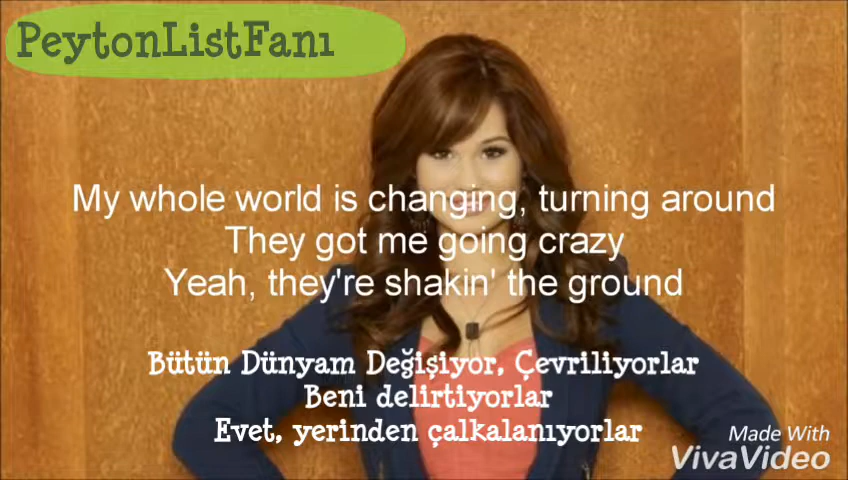 PeytonListFanı
My whole world is changing, turning around
They got me going crazy
Yeah, they're shakin' the ground
Bütün Dünyam Değişiyor, Çevriliyorlar
Beni delirtiyorlar
Evet, yerinden çalkalanıyorlar
Made With
VivaVideo